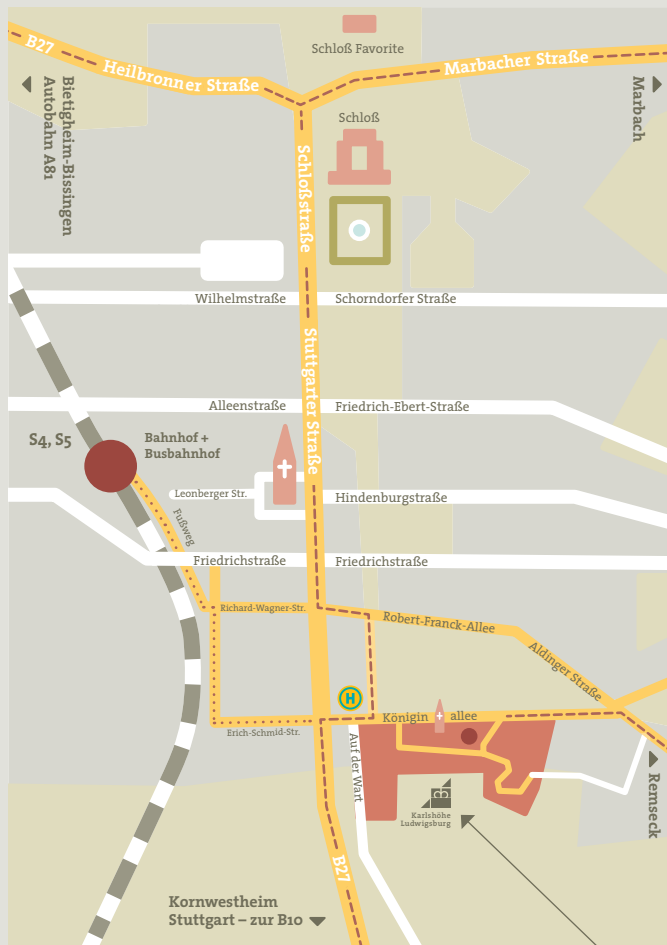 Schloß Favorite
B27
Heilbronner Straße
Marbacher Straße
Bietigheim-Bissingen
Autobahn A81
Marbach
Schloß
Schloßstraße
Wilhelmstraße
Schorndorfer Straße
Stuttgarter Straße
Alleenstraße
Friedrich-Ebert-Straße
S4, S5
Bahnhof +
Busbahnhof
Leonberger Str.
Hindenburgstraße
Fußweg
Friedrichstraße
Friedrichstraße
Richard-Wagner-Str.
Robert-Franck-Allee
Aldinger Straße
H
Königin allee
Erich-Schmid-Str.
Auf der Wart
Karlshöhe
Ludwigsburg
Remseck
B27
Kornwestheim
Stuttgart – zur B10